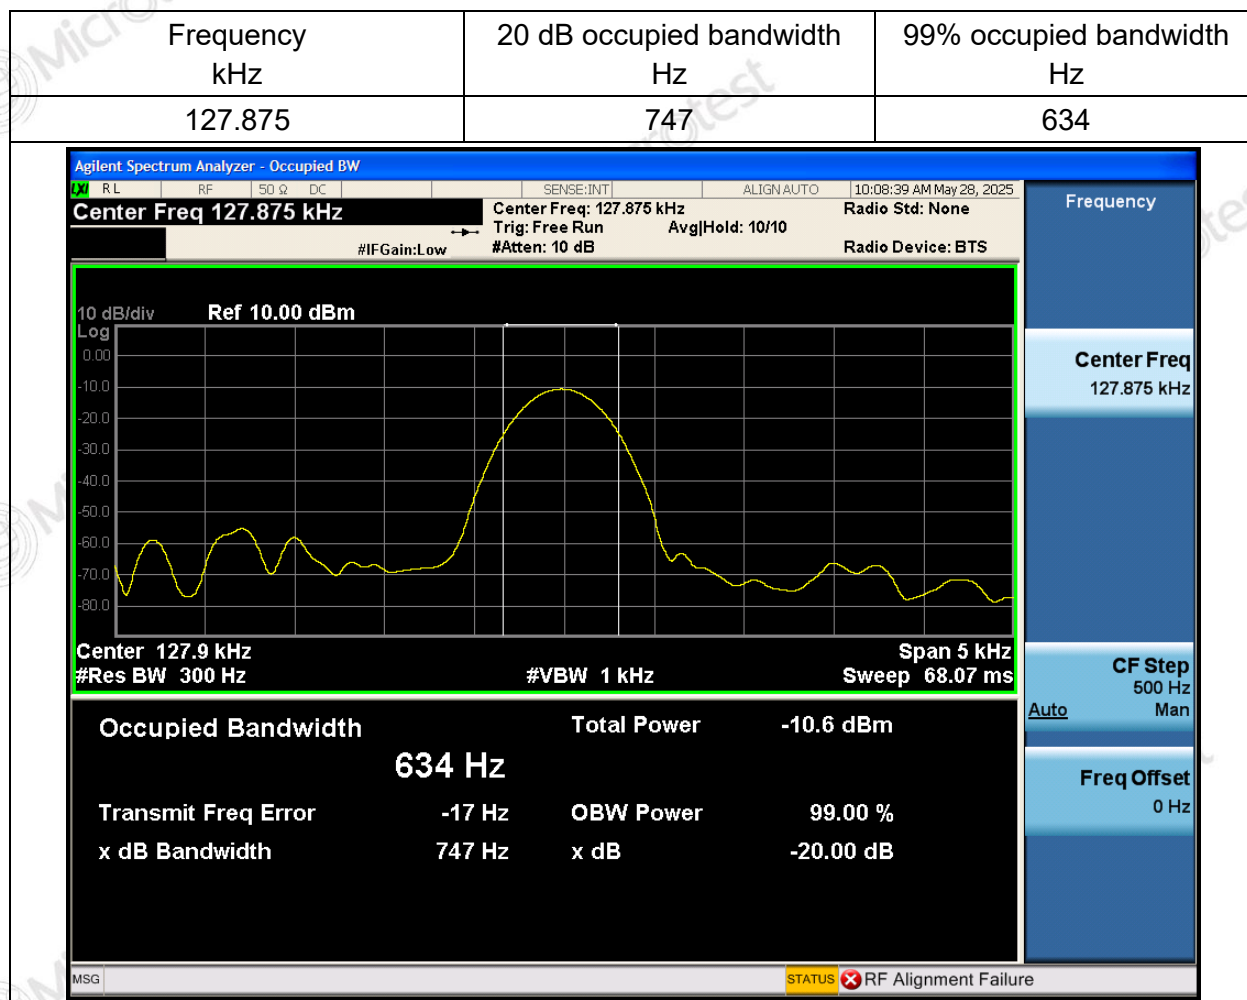 Frequency
kHz
20 dB occupied bandwidth
Hz
99% occupied bandwidth
Hz
127.875
747
634
Agilent Spectrum Analyzer - Occupied BW
LXI RL RF 50 Ω DC SENSE:INT ALIGN AUTO 10:08:39 AM May 28, 2025
Center Freq 127.875 kHz
Center Freq: 127.875 kHz
Radio Std: None
Trig: Free Run Avg|Hold: 10/10
#IFGain:Low
#Atten: 10 dB
Radio Device: BTS
10 dB/div Ref 10.00 dBm
Log
0.00
-10.0
-20.0
-30.0
-40.0
-50.0
-60.0
-70.0
-80.0
Center 127.9 kHz Span 5 kHz
#Res BW 300 Hz #VBW 1 kHz Sweep 68.07 ms
Occupied Bandwidth Total Power -10.6 dBm
634 Hz
Transmit Freq Error -17 Hz OBW Power 99.00 %
x dB Bandwidth 747 Hz x dB -20.00 dB
Frequency
Center Freq
127.875 kHz
CF Step
500 Hz
Auto Man
Freq Offset
0 Hz
MSG STATUS RF Alignment Failure